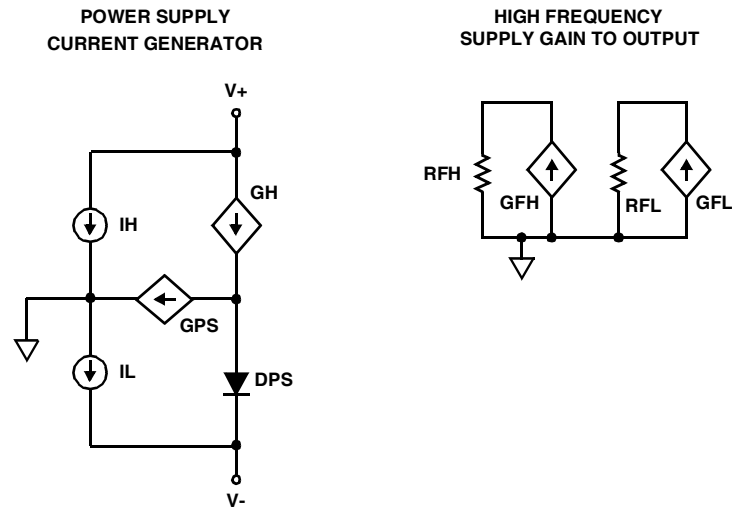 POWER SUPPLY
CURRENT GENERATOR
HIGH FREQUENCY
SUPPLY GAIN TO OUTPUT
V+
GH
IH
GPS
IL
DPS
V-
RFH
GFH
RFL
GFL